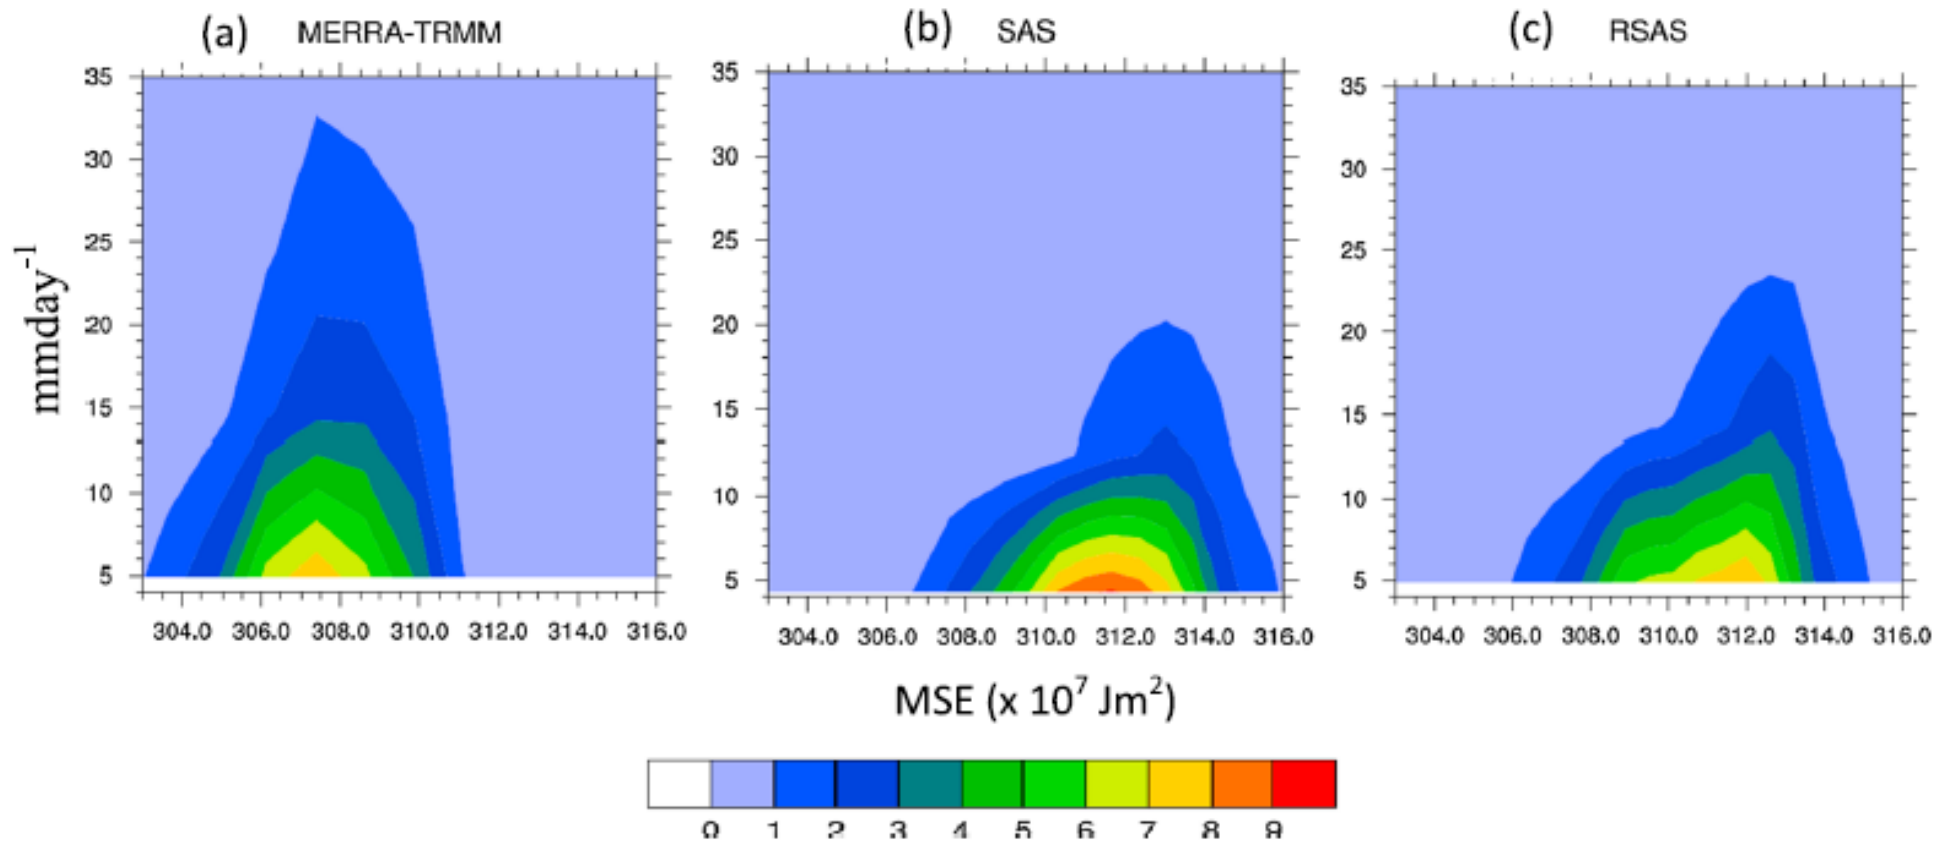 (a) MERRA-TRMM (b) SAS (c) RSAS
35 35 35
30 30 30
25 25 25
20 20 20
15 15 15
10 10 10
5 5 5
mmday⁻¹
304.0 306.0 308.0 310.0 312.0 314.0 316.0 304.0 306.0 308.0 310.0 312.0 314.0 316.0 304.0 306.0 308.0 310.0 312.0 314.0 316.0
MSE (x 10⁷ Jm²)
0 1 2 3 4 5 6 7 8 9